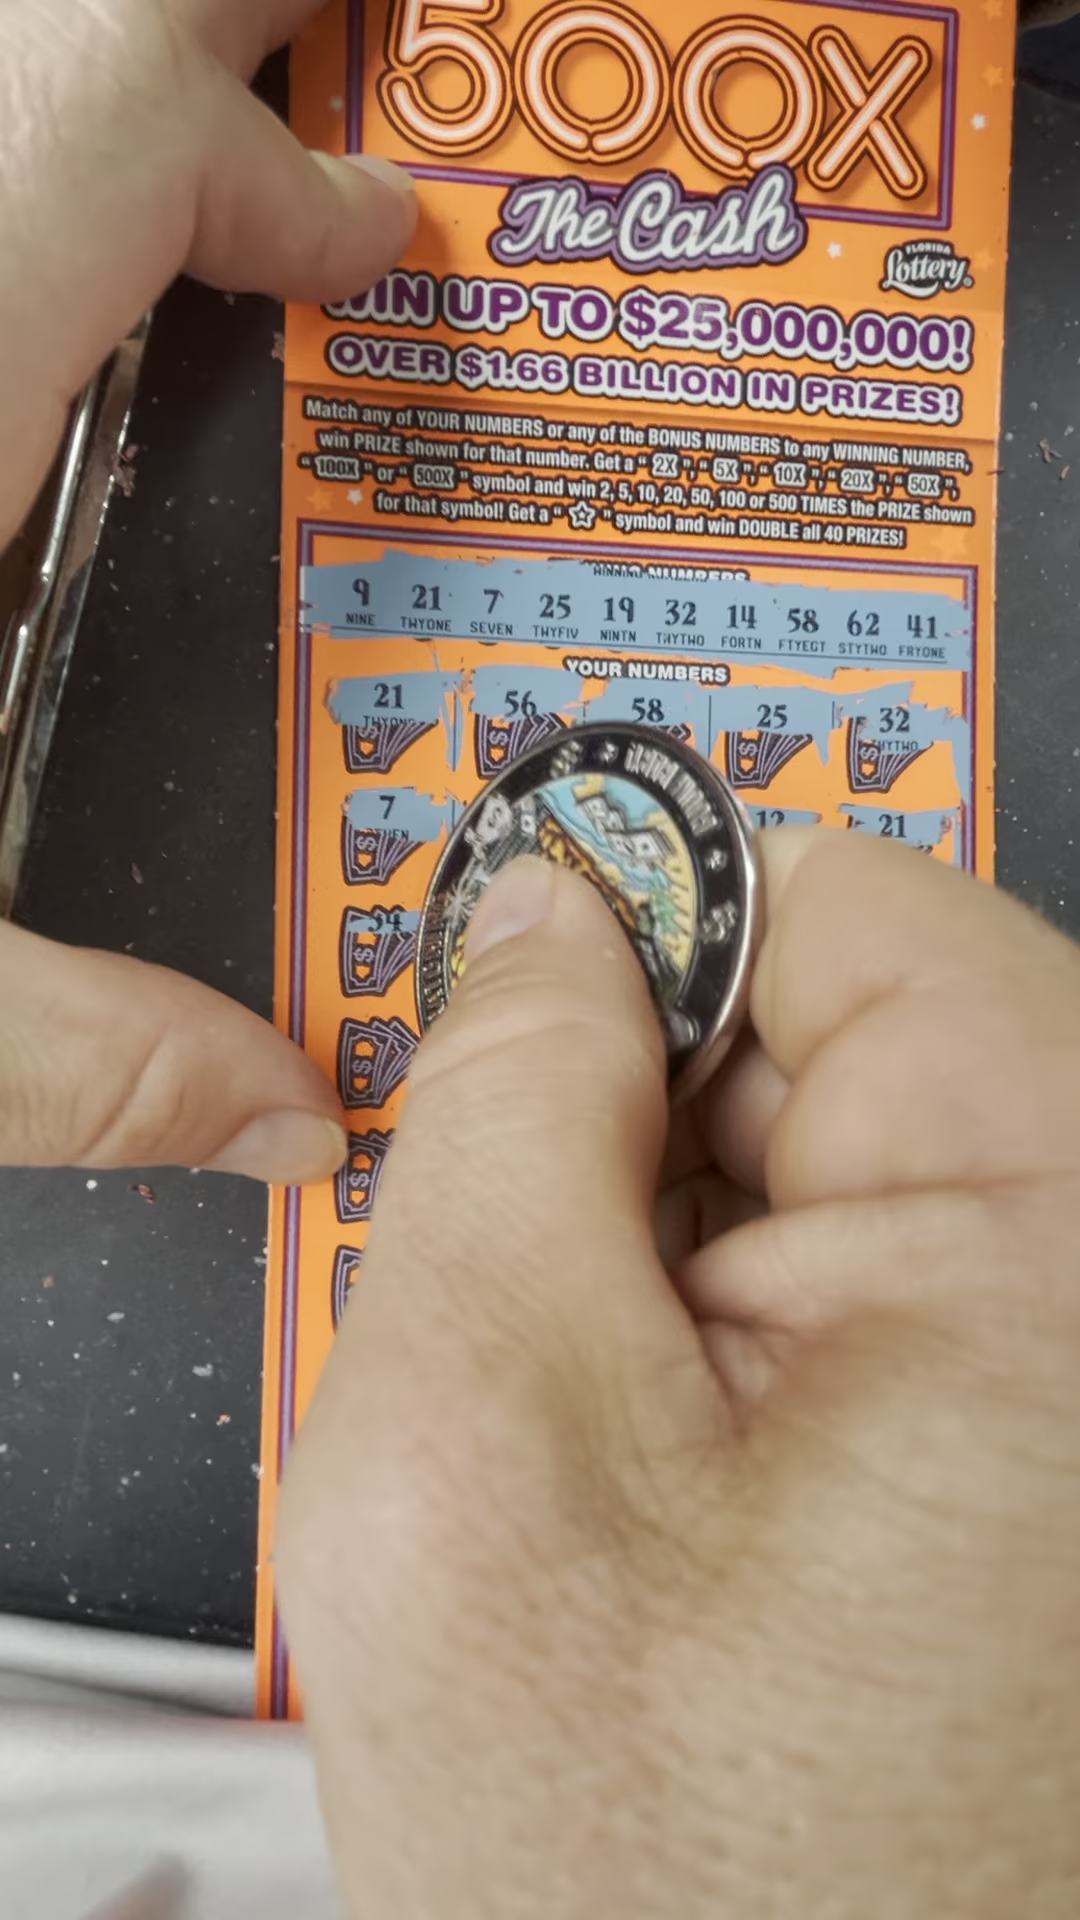 500X
The Cash
FLORIDA
Lottery
WIN UP TO $25,000,000!
OVER $1.66 BILLION IN PRIZES!
Match any of YOUR NUMBERS or any of the BONUS NUMBERS to any WINNING NUMBER,
win PRIZE shown for that number. Get a "2X", "5X", "10X", "20X", "50X",
"100X" or "500X" symbol and win 2, 5, 10, 20, 50, 100 or 500 TIMES the PRIZE shown
for that symbol! Get a "☆" symbol and win DOUBLE all 40 PRIZES!
WINNING NUMBERS
9 21 7 25 19 32 14 58 62 41
NINE THYONE SEVEN THYFIV NINTN THYTWO FORTN FTYEGT STYTWO FRYONE
YOUR NUMBERS
21 56 58 25 32
THYONE
7 12 21
54